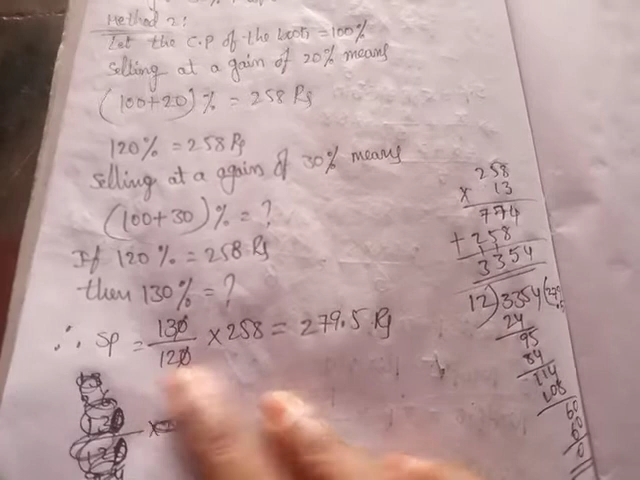 Method 2:
Let the C.P of the boots = 100%
Selling at a gain of 20% means
(100+20)% = 258 Rs
120% = 258 Rs
Selling at a gain of 30% means
(100+30)% = ?
If 120% = 258 Rs
then 130% = ?
∴ SP = 130/120 × 258 = 279.5 Rs
258
× 13
774
+ 258
3354
12)3354(
24
95
84
114
108
60
60
0